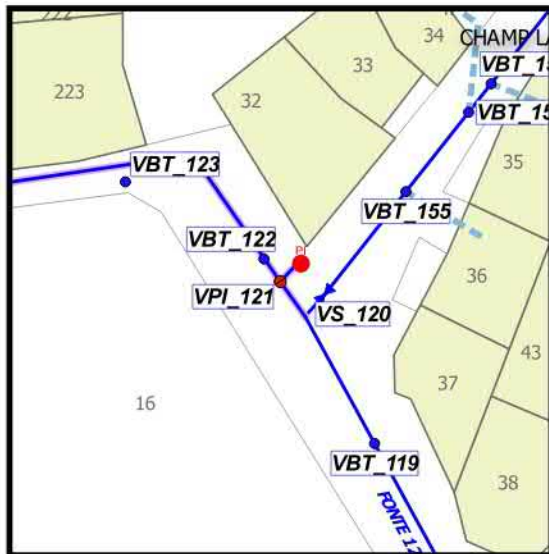 222
34
CHAMP LA
33
VBT_15
223
32
VBT_15
VBT_123
35
VBT_155
VBT_122
PI
36
VPI_121
VS_120
43
37
16
VBT_119
38
FONTE 12